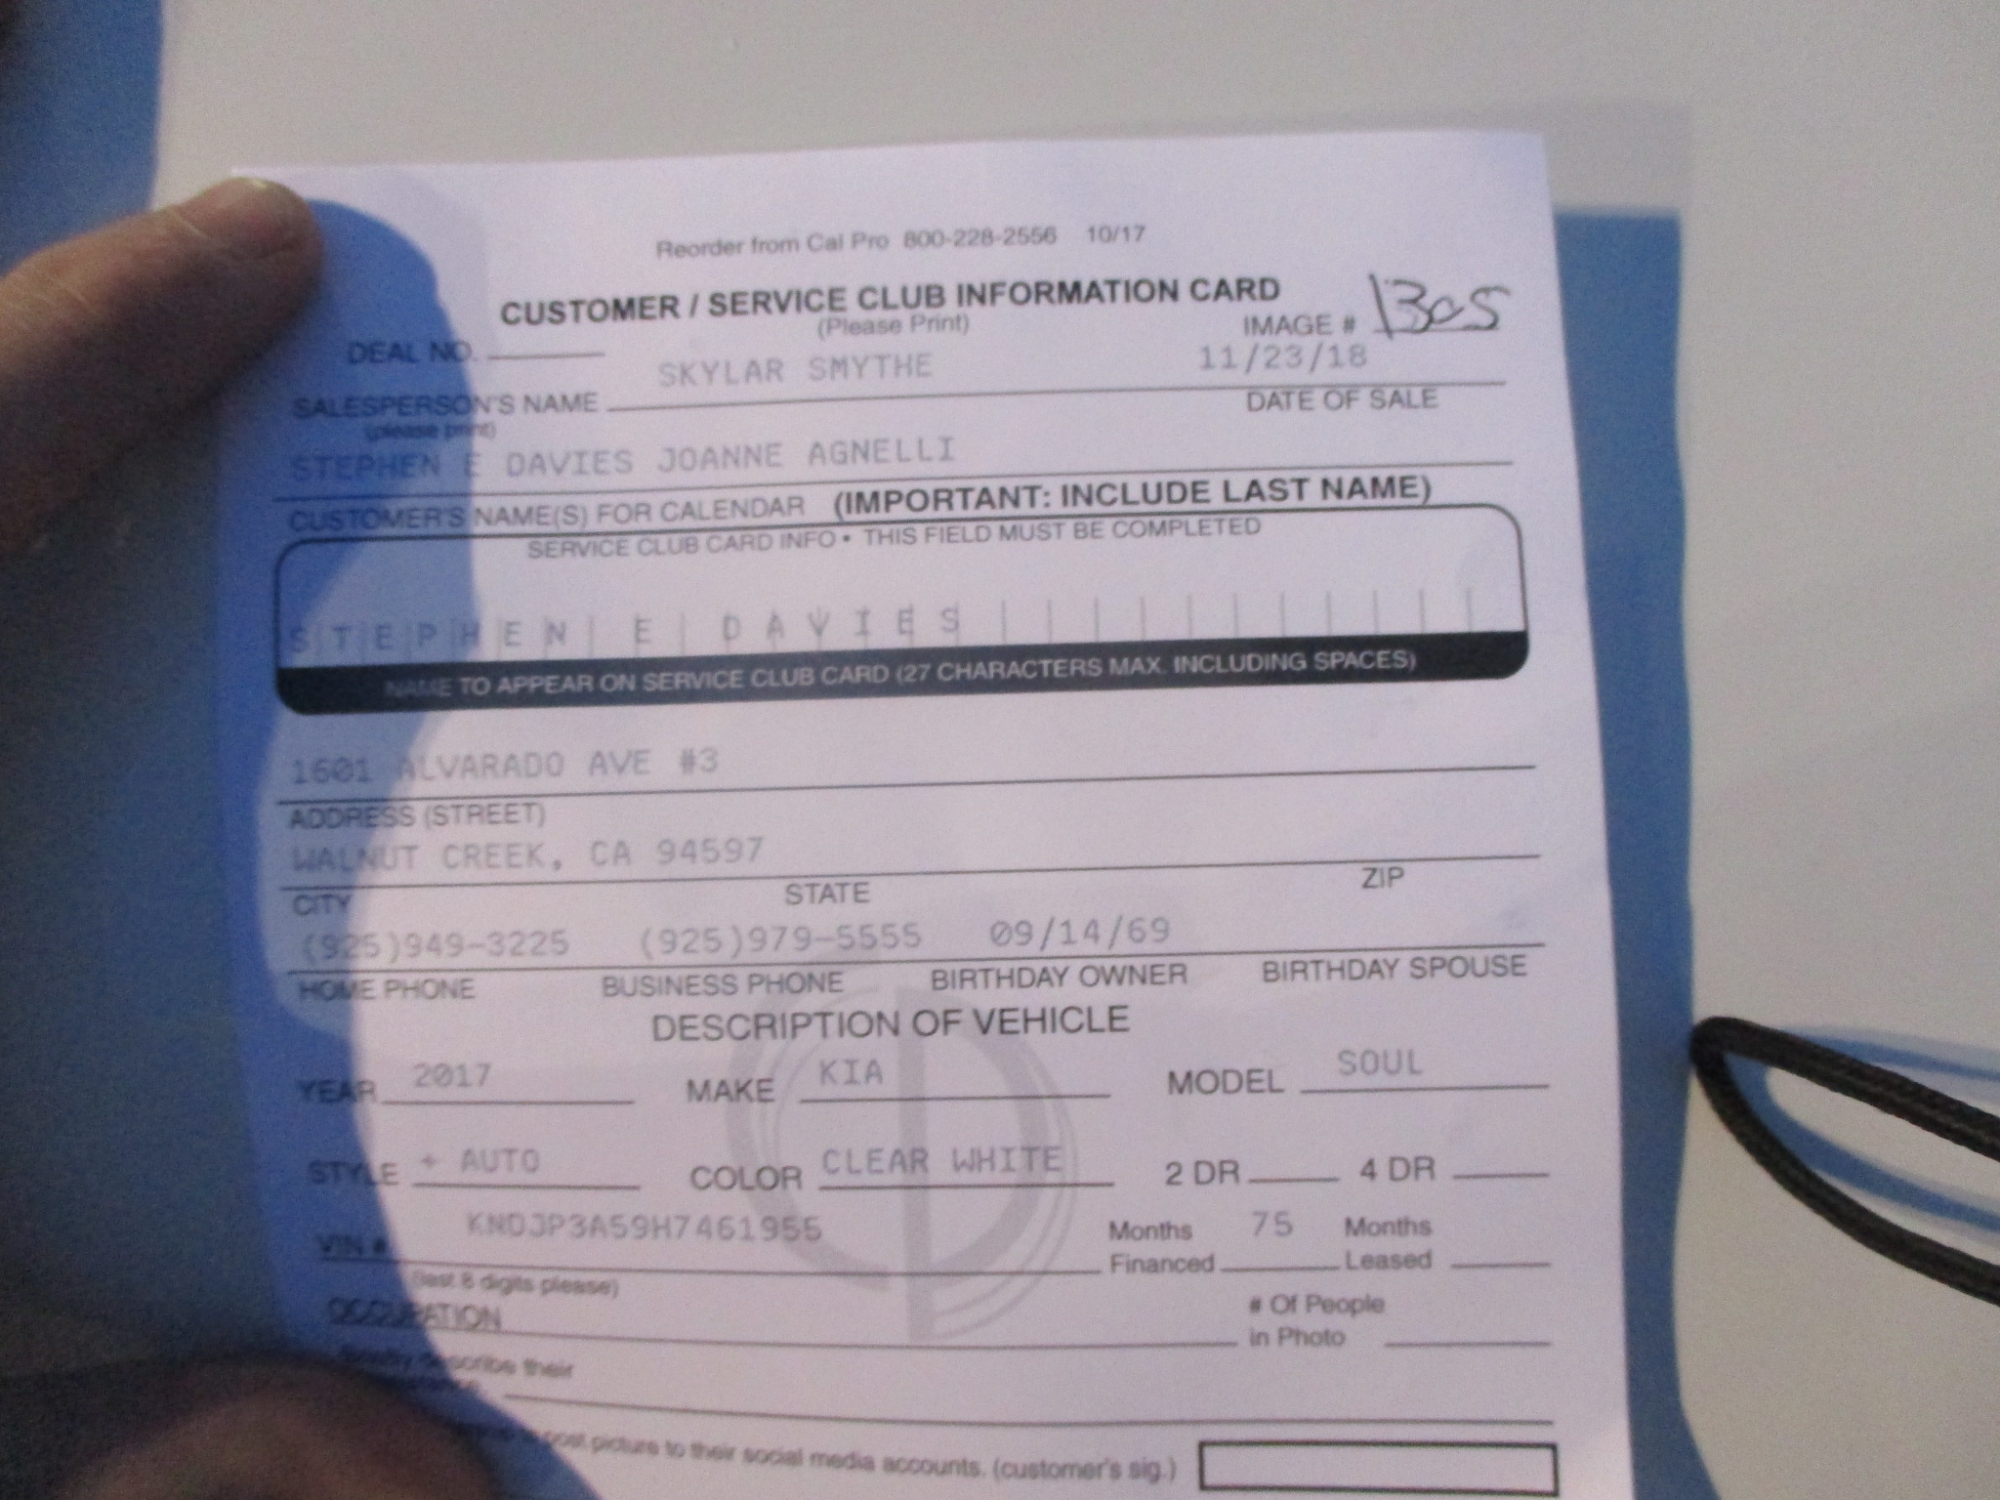 Reorder from Cal Pro 800-228-2556 10/17
CUSTOMER / SERVICE CLUB INFORMATION CARD
(Please Print)
IMAGE #
DEAL NO.
SKYLAR SMYTHE 11/23/18
SALESPERSON'S NAME DATE OF SALE
(please print)
STEPHEN E DAVIES JOANNE AGNELLI
CUSTOMER'S NAME(S) FOR CALENDAR (IMPORTANT: INCLUDE LAST NAME)
SERVICE CLUB CARD INFO • THIS FIELD MUST BE COMPLETED
STEPHEN E DAVIES
NAME TO APPEAR ON SERVICE CLUB CARD (27 CHARACTERS MAX. INCLUDING SPACES)
1601 ALVARADO AVE #3
ADDRESS (STREET)
WALNUT CREEK, CA 94597
CITY STATE ZIP
(925)949-3225 (925)979-5555 09/14/69
HOME PHONE BUSINESS PHONE BIRTHDAY OWNER BIRTHDAY SPOUSE
DESCRIPTION OF VEHICLE
YEAR 2017 MAKE KIA MODEL SOUL
STYLE + AUTO COLOR CLEAR WHITE 2 DR 4 DR
VIN # KNDJP3A59H7461955 Months Financed 75 Months Leased
(last 8 digits please)
OCCUPATION # Of People in Photo
describe their
post picture to their social media accounts. (customer's sig.)